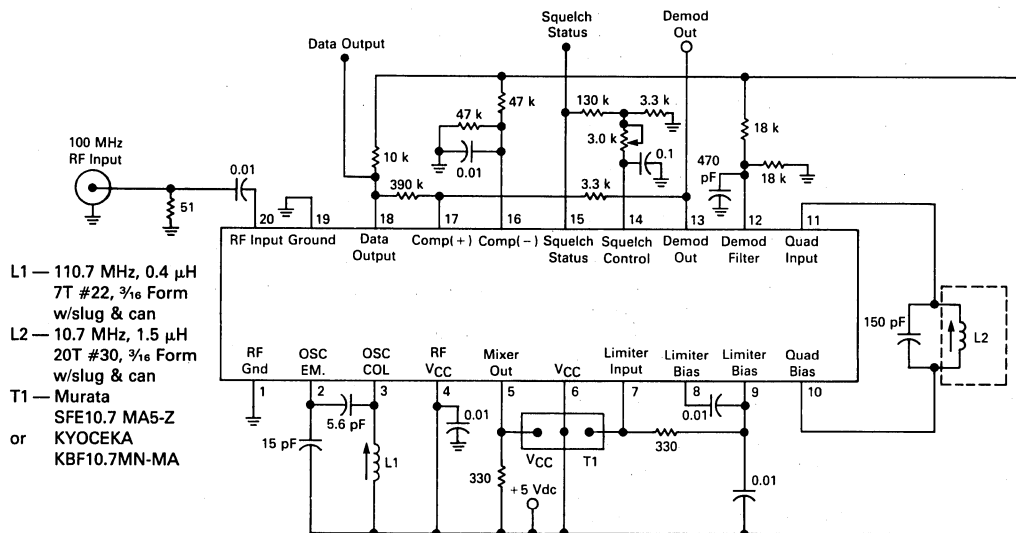 Squelch
Status
Demod
Out
Data Output
47 k
47 k
130 k
3.3 k
3.0 k
18 k
100 MHz
RF Input
0.01
10 k
0.01
0.1
470
pF
18 k
51
390 k
3.3 k
20
19
18
17
16
15
14
13
12
11
RF Input
Ground
Data
Output
Comp(+)
Comp(−)
Squelch
Status
Squelch
Control
Demod
Out
Demod
Filter
Quad
Input
L1 — 110.7 MHz, 0.4 μH
7T #22, 3/16 Form
w/slug & can
L2 — 10.7 MHz, 1.5 μH
20T #30, 3/16 Form
w/slug & can
T1 — Murata
SFE10.7 MA5-Z
or KYOCEKA
KBF10.7MN-MA
150 pF
L2
RF
Gnd
OSC
EM.
OSC
COL
RF
VCC
Mixer
Out
VCC
Limiter
Input
Limiter
Bias
Limiter
Bias
Quad
Bias
1
2
3
4
5
6
7
8
9
10
5.6 pF
0.01
0.01
15 pF
L1
VCC
T1
330
330
+5 Vdc
0.01